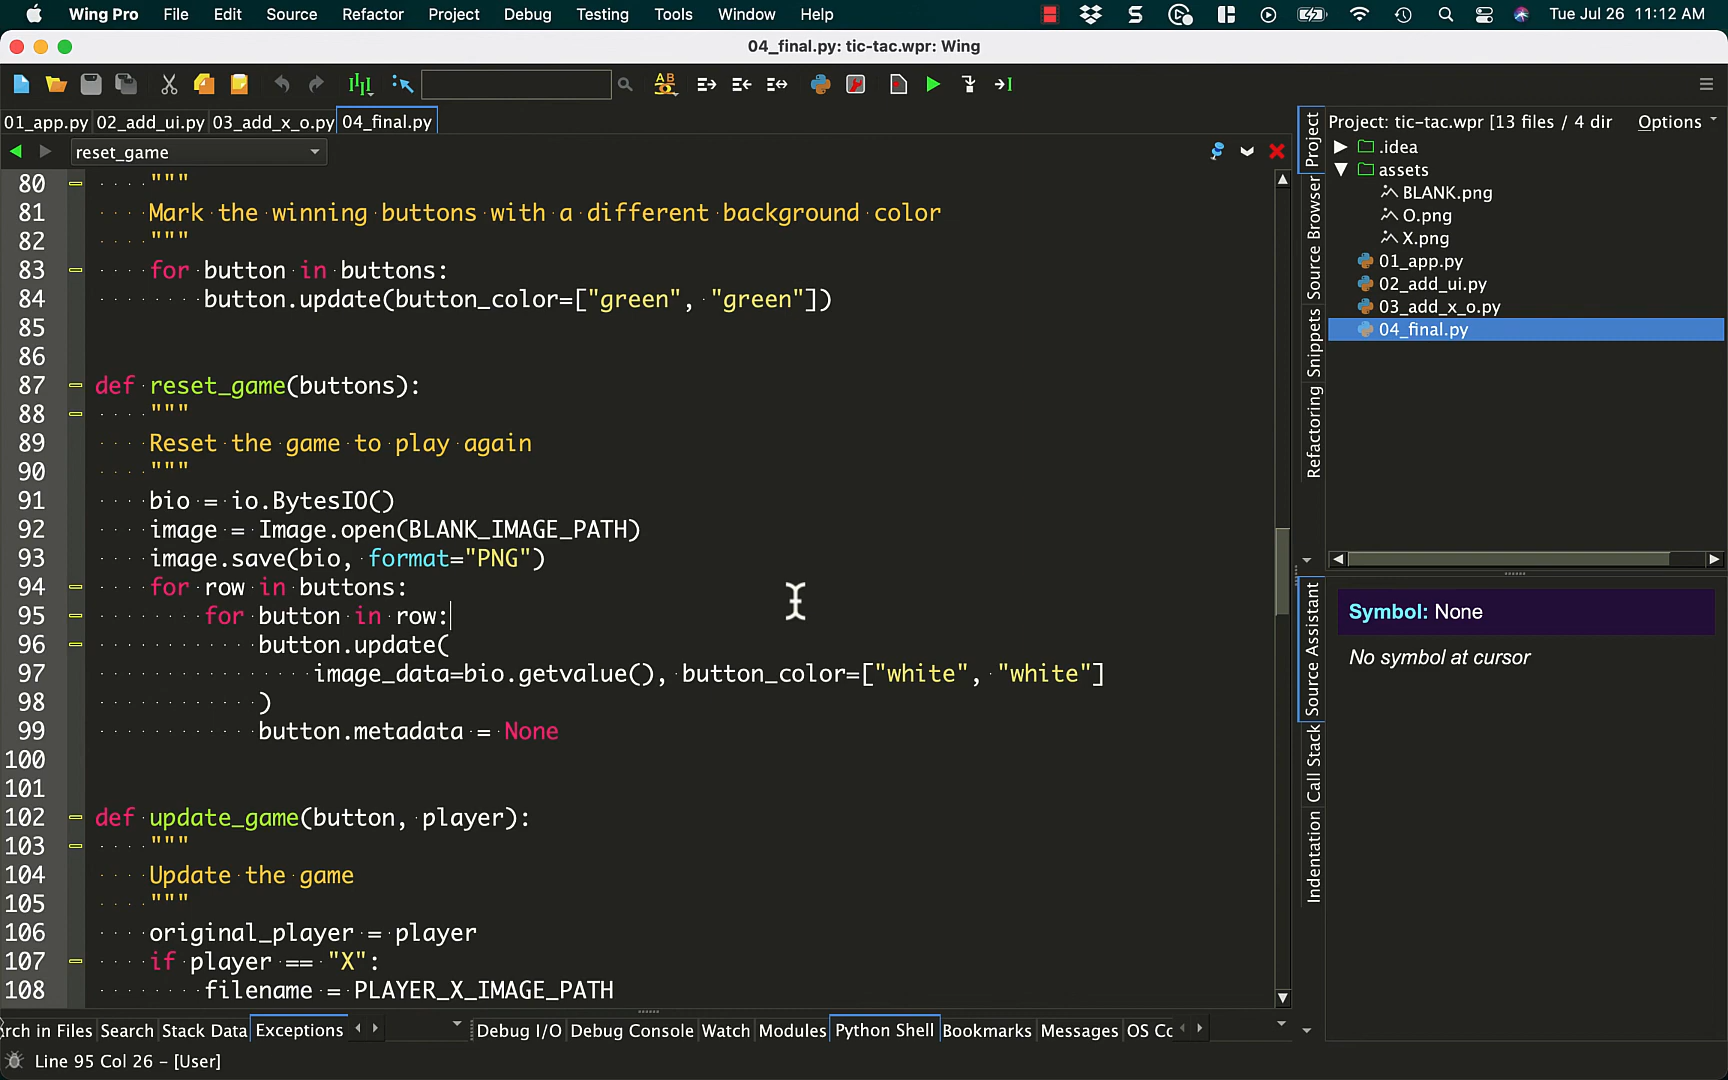 Wing Pro File Edit Source Refactor Project Debug Testing Tools Window Help Tue Jul 26 11:12 AM
04_final.py: tic-tac.wpr: Wing
01_app.py 02_add_ui.py 03_add_x_o.py 04_final.py
reset_game
80 """
81 Mark the winning buttons with a different background color
82 """
83 for button in buttons:
84 button.update(button_color=["green", "green"])
85
86
87 def reset_game(buttons):
88 """
89 Reset the game to play again
90 """
91 bio = io.BytesIO()
92 image = Image.open(BLANK_IMAGE_PATH)
93 image.save(bio, format="PNG")
94 for row in buttons:
95 for button in row:
96 button.update(
97 image_data=bio.getvalue(), button_color=["white", "white"]
98 )
99 button.metadata = None
100
101
102 def update_game(button, player):
103 """
104 Update the game
105 """
106 original_player = player
107 if player == "X":
108 filename = PLAYER_X_IMAGE_PATH
Project
Source Browser
Snippets
Refactoring
Project: tic-tac.wpr [13 files / 4 dir Options
.idea
assets
BLANK.png
O.png
X.png
01_app.py
02_add_ui.py
03_add_x_o.py
04_final.py
Source Assistant
Call Stack
Indentation
Symbol: None
No symbol at cursor
rch in Files Search Stack Data Exceptions Debug I/O Debug Console Watch Modules Python Shell Bookmarks Messages OS Cc
Line 95 Col 26 – [User]